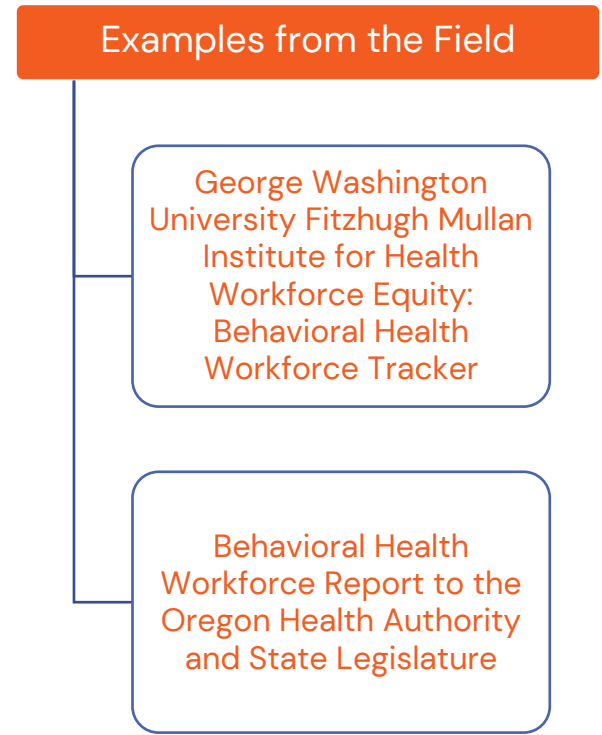 Examples from the Field
George Washington
University Fitzhugh Mullan
Institute for Health
Workforce Equity:
Behavioral Health
Workforce Tracker
Behavioral Health
Workforce Report to the
Oregon Health Authority
and State Legislature